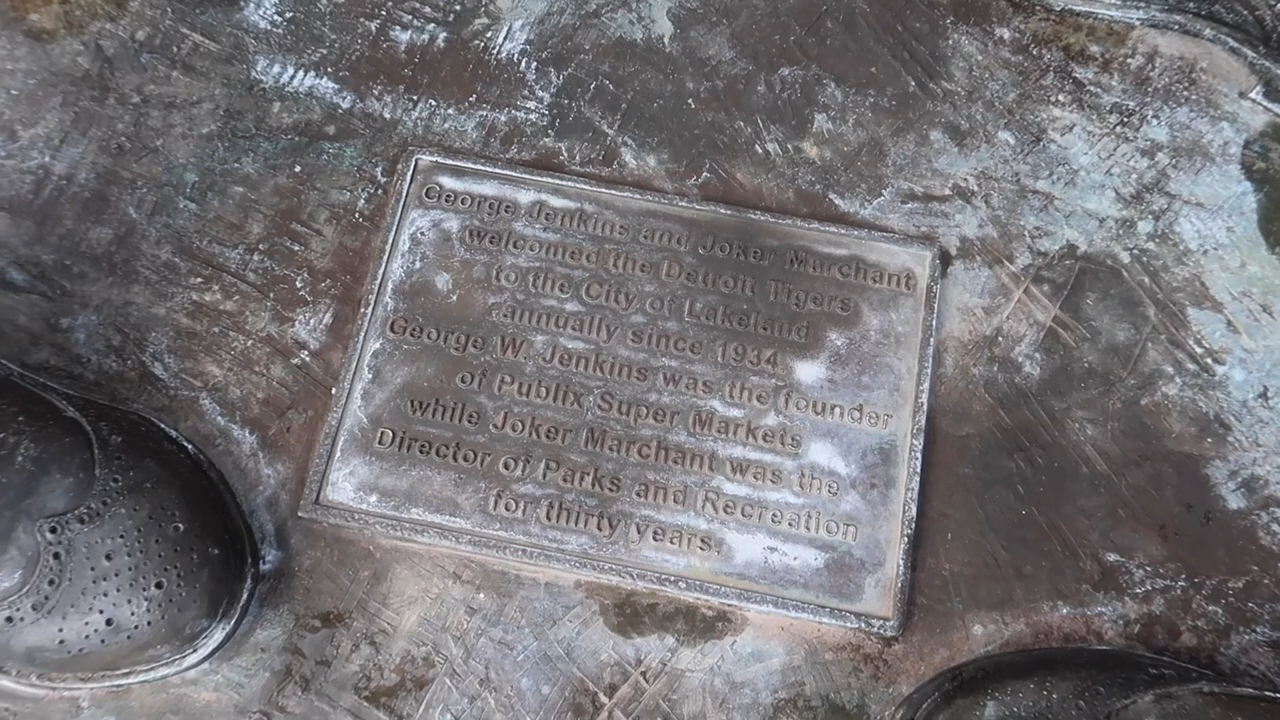 George Jenkins and Joker Marchant
welcomed the Detroit Tigers
to the City of Lakeland
annually since 1934.
George W. Jenkins was the founder
of Publix Super Markets
while Joker Marchant was the
Director of Parks and Recreation
for thirty years.